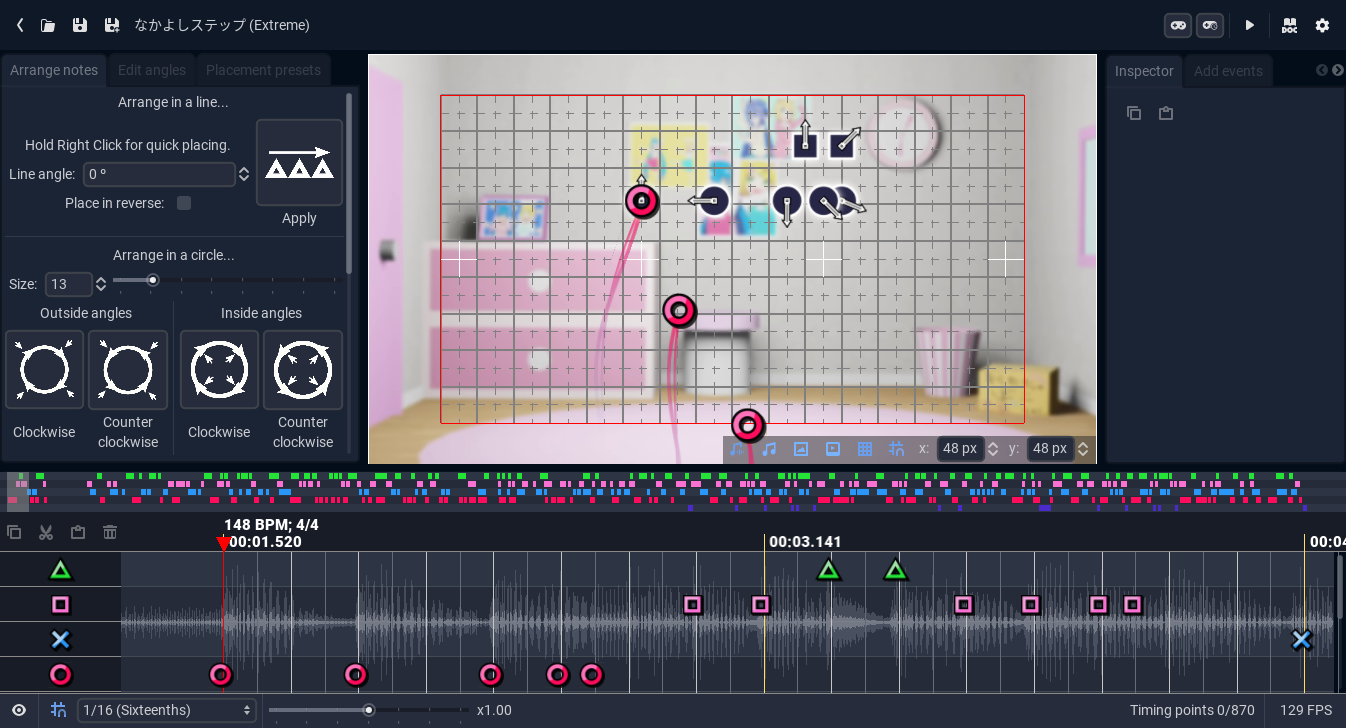 なかよしステップ (Extreme)
DOC
Arrange notes
Edit angles
Placement presets
Inspector
Add events
Arrange in a line...
Hold Right Click for quick placing.
Line angle:
0 º
Place in reverse:
Apply
Arrange in a circle...
Size:
13
Outside angles
Inside angles
Clockwise
Counter
clockwise
Clockwise
Counter
clockwise
x:
48 px
y:
48 px
148 BPM; 4/4
00:01.520
00:03.141
00:04
1/16 (Sixteenths)
x1.00
Timing points 0/870
129 FPS